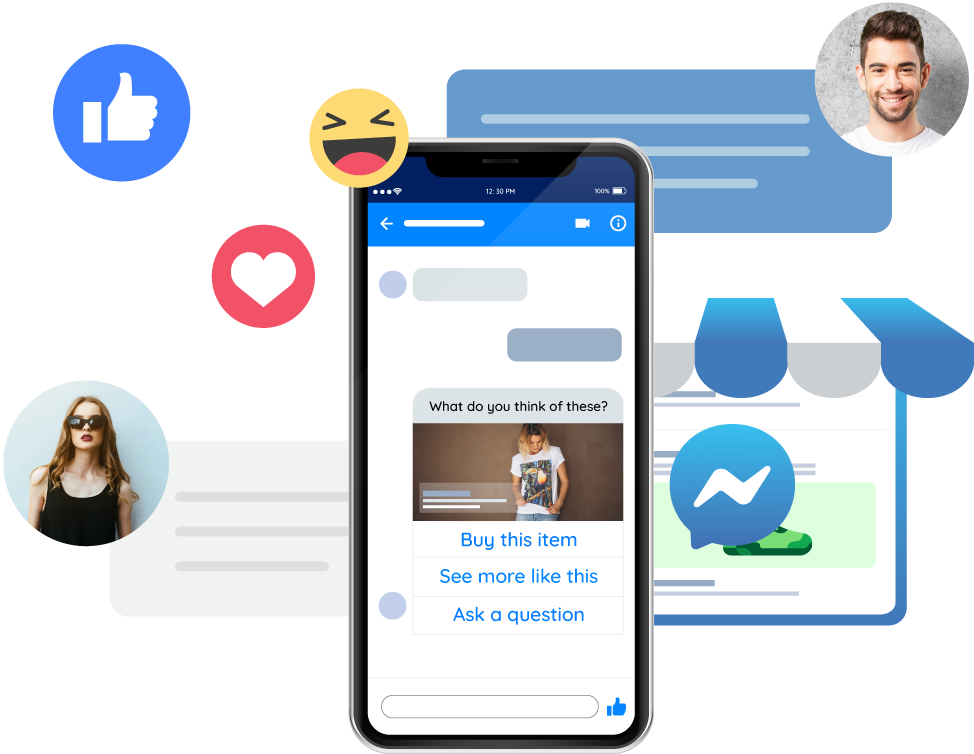 12: 30 PM
100%
What do you think of these?
Buy this item
See more like this
Ask a question